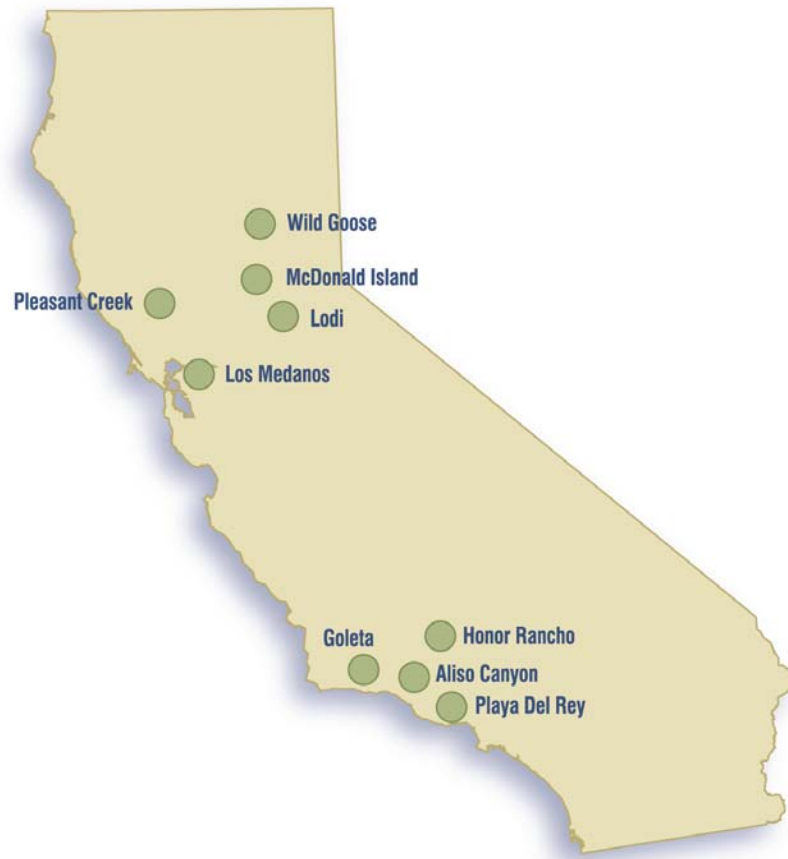 Wild Goose
McDonald Island
Pleasant Creek
Lodi
Los Medanos
Goleta
Honor Rancho
Aliso Canyon
Playa Del Rey